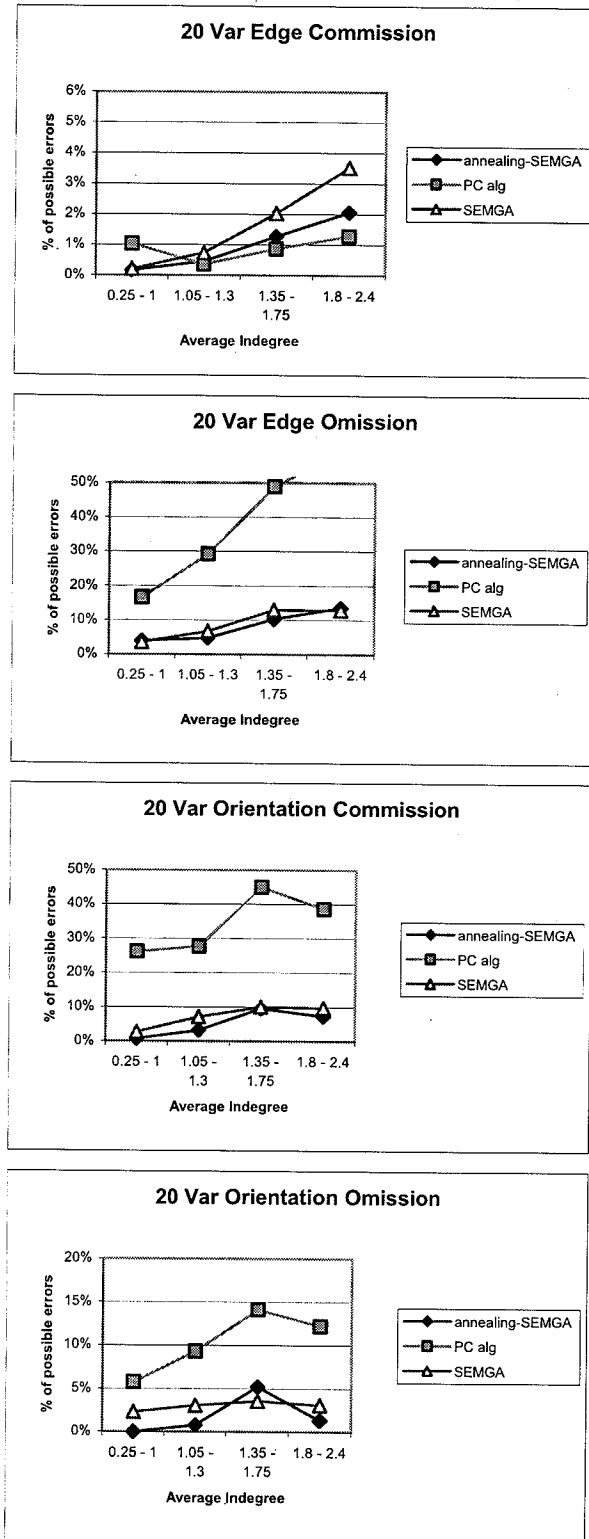 20 Var Edge Commission
6%
5%
4%
3%
2%
1%
0%
% of possible errors
0.25 - 1
1.05 - 1.3
1.35 - 1.75
1.8 - 2.4
Average Indegree
annealing-SEMGA
PC alg
SEMGA
20 Var Edge Omission
50%
40%
30%
20%
10%
0%
% of possible errors
0.25 - 1
1.05 - 1.3
1.35 - 1.75
1.8 - 2.4
Average Indegree
annealing-SEMGA
PC alg
SEMGA
20 Var Orientation Commission
50%
40%
30%
20%
10%
0%
% of possible errors
0.25 - 1
1.05 - 1.3
1.35 - 1.75
1.8 - 2.4
Average Indegree
annealing-SEMGA
PC alg
SEMGA
20 Var Orientation Omission
20%
15%
10%
5%
0%
% of possible errors
0.25 - 1
1.05 - 1.3
1.35 - 1.75
1.8 - 2.4
Average Indegree
annealing-SEMGA
PC alg
SEMGA